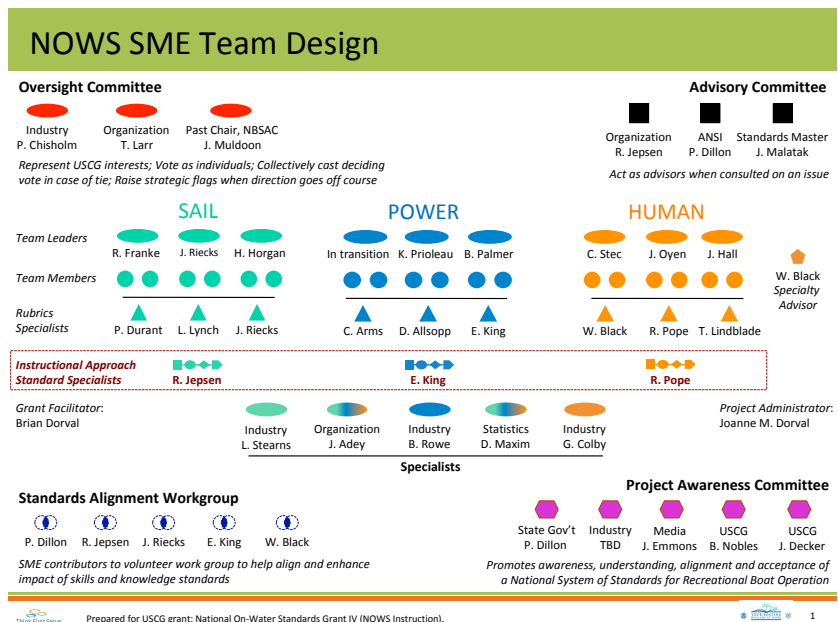 NOWS SME Team Design
Oversight Committee
Industry
P. Chisholm
Organization
T. Larr
Past Chair, NBSAC
J. Muldoon
Represent USCG interests; Vote as individuals; Collectively cast deciding
vote in case of tie; Raise strategic flags when direction goes off course
Advisory Committee
Organization
R. Jepsen
ANSI
P. Dillon
Standards Master
J. Malatak
Act as advisors when consulted on an issue
SAIL
POWER
HUMAN
Team Leaders
R. Franke
J. Riecks
H. Horgan
In transition
K. Prioleau
B. Palmer
C. Stec
J. Oyen
J. Hall
Team Members
W. Black
Specialty
Advisor
Rubrics
Specialists
P. Durant
L. Lynch
J. Riecks
C. Arms
D. Allsopp
E. King
W. Black
R. Pope
T. Lindblade
Instructional Approach
Standard Specialists
R. Jepsen
E. King
R. Pope
Grant Facilitator:
Brian Dorval
Industry
L. Stearns
Organization
J. Adey
Industry
B. Rowe
Statistics
D. Maxim
Industry
G. Colby
Specialists
Project Administrator:
Joanne M. Dorval
Standards Alignment Workgroup
P. Dillon
R. Jepsen
J. Riecks
E. King
W. Black
SME contributors to volunteer work group to help align and enhance
impact of skills and knowledge standards
Project Awareness Committee
State Gov't
P. Dillon
Industry
TBD
Media
J. Emmons
USCG
B. Nobles
USCG
J. Decker
Promotes awareness, understanding, alignment and acceptance of
a National System of Standards for Recreational Boat Operation
Think First Serve
Prepared for USCG grant: National On-Water Standards Grant IV (NOWS Instruction).
1